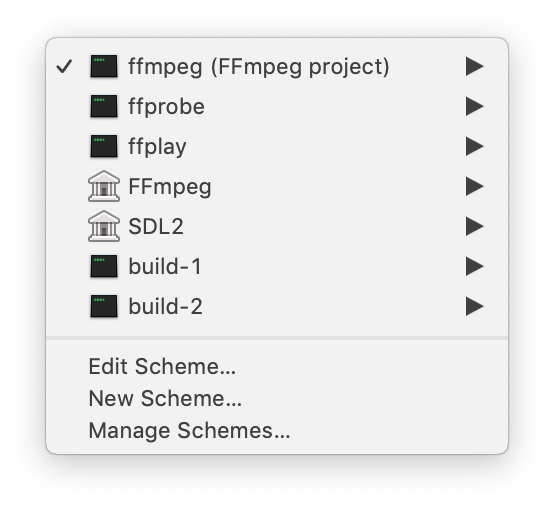 ffmpeg (FFmpeg project)
ffprobe
ffplay
FFmpeg
SDL2
build-1
build-2
Edit Scheme...
New Scheme...
Manage Schemes...